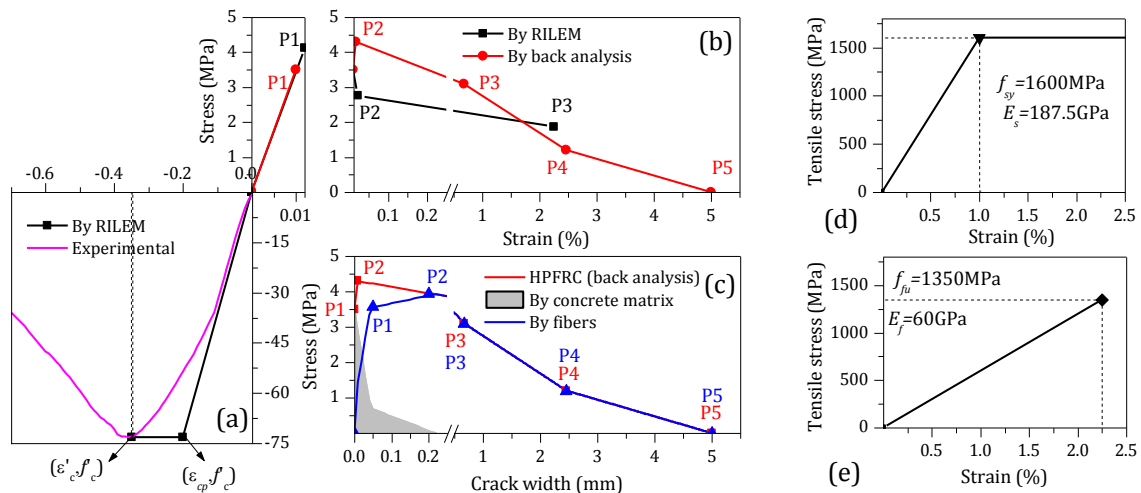 5
4
3
2
1
0
Stress (MPa)
P1
P1
-0.6
-0.4
-0.2
0.0
0.01
By RILEM
Experimental
-15
-30
-45
-60
-75
Stress (MPa)
(a)
(ε'c,f'c)
(εcp,f'c)
5
4
3
2
1
0
P2
P2
P3
P3
P4
P5
By RILEM
By back analysis
(b)
0.0
0.1
0.2
1
2
3
4
5
Strain (%)
5
4
3
2
1
P1
P2
P1
P2
P3
P3
P4
P4
P5
P5
HPFRC (back analysis)
By concrete matrix
By fibers
(c)
0.0
0.1
0.2
1
2
3
4
5
Crack width (mm)
Tensile stress (MPa)
1500
1000
500
0
fsy=1600MPa
Es=187.5GPa
(d)
0.5
1.0
1.5
2.0
2.5
Strain (%)
Tensile stress (MPa)
1500
1000
500
0
ffu=1350MPa
Ef=60GPa
(e)
0.5
1.0
1.5
2.0
2.5
Strain (%)